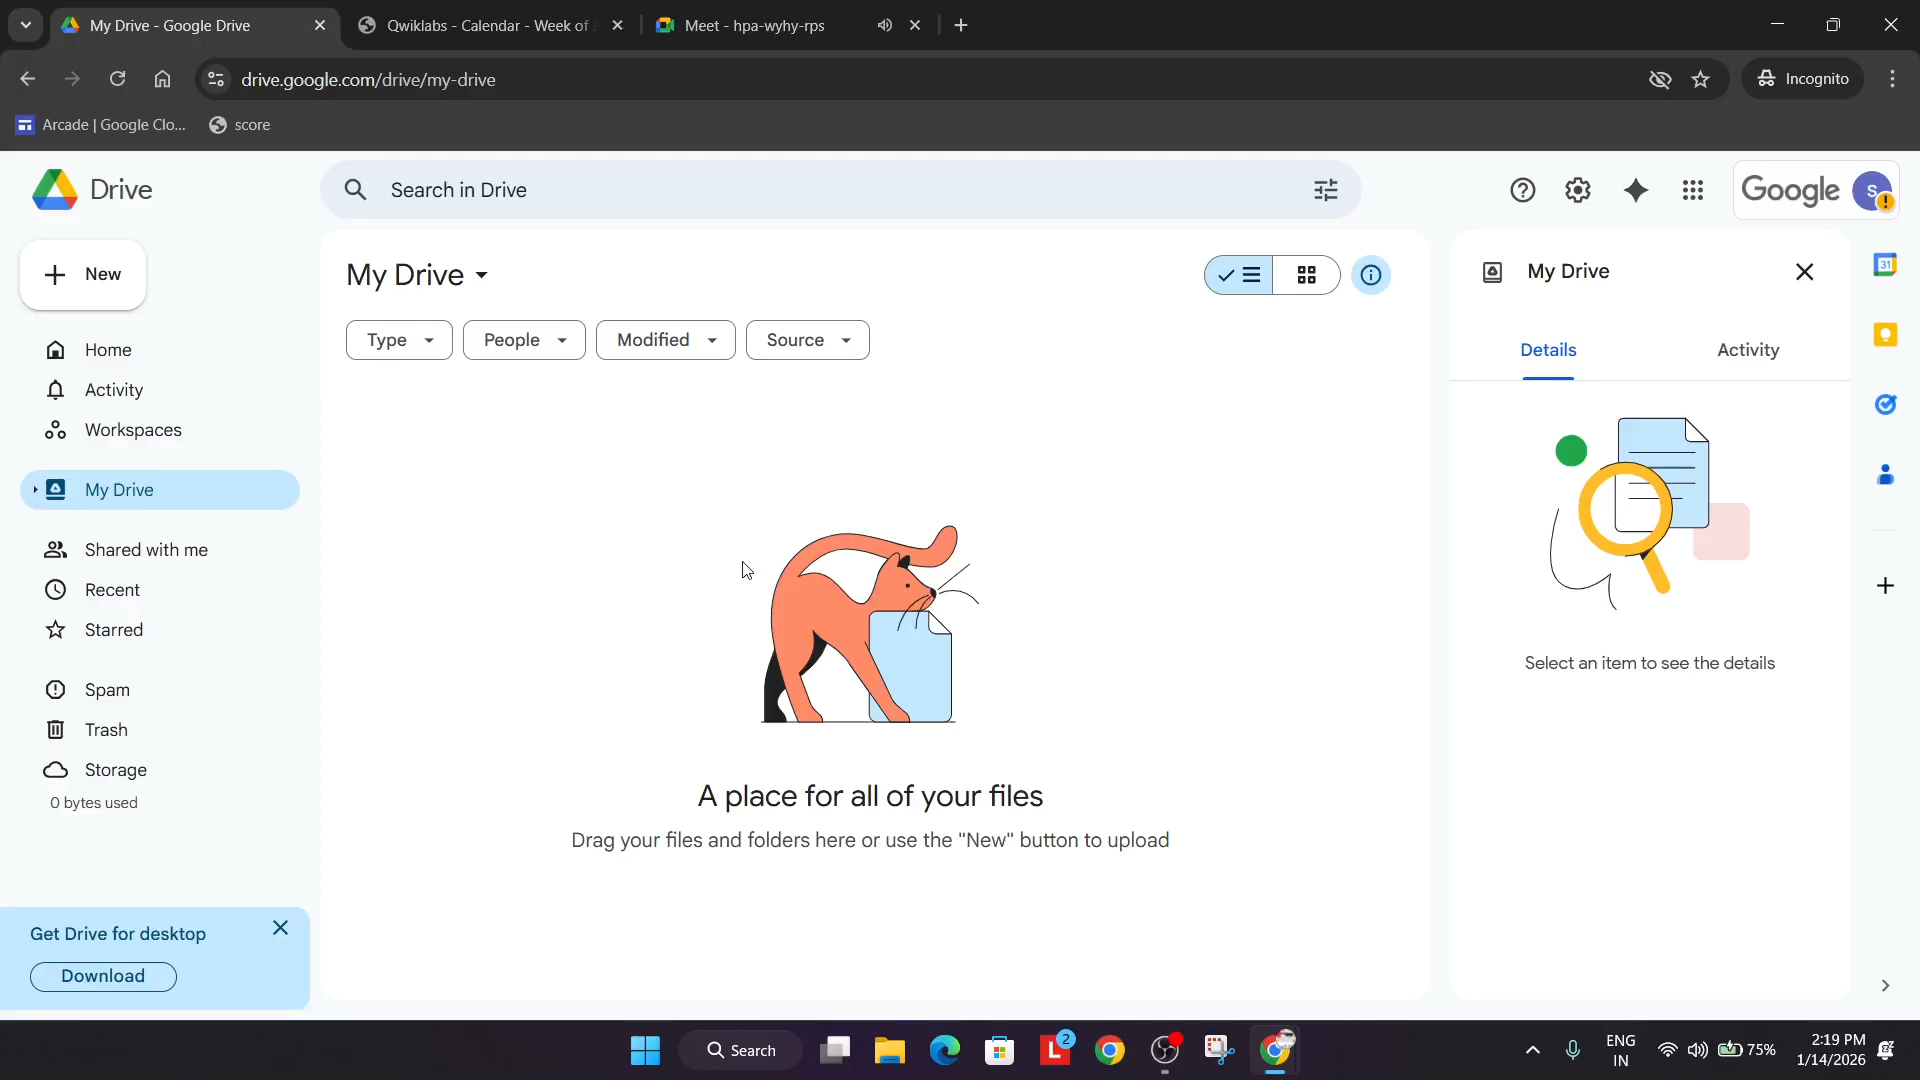 My Drive - Google Drive
Qwiklabs - Calendar - Week of
Meet - hpa-wyhy-rps
drive.google.com/drive/my-drive
Incognito
Arcade | Google Clo...
score
Drive
Search in Drive
Google
S
New
My Drive
My Drive
Type
People
Modified
Source
Details
Activity
31
Home
Activity
Workspaces
My Drive
Shared with me
Recent
Starred
Spam
Trash
Storage
0 bytes used
Select an item to see the details
A place for all of your files
Drag your files and folders here or use the "New" button to upload
Get Drive for desktop
Download
Search
L
2
ENG
IN
75%
2:19 PM
1/14/2026